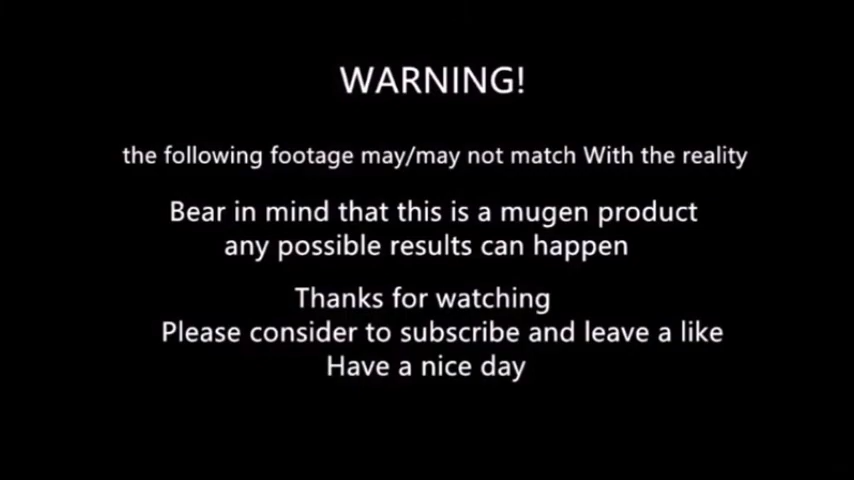 WARNING!
the following footage may/may not match With the reality
Bear in mind that this is a mugen product
any possible results can happen
Thanks for watching
Please consider to subscribe and leave a like
Have a nice day